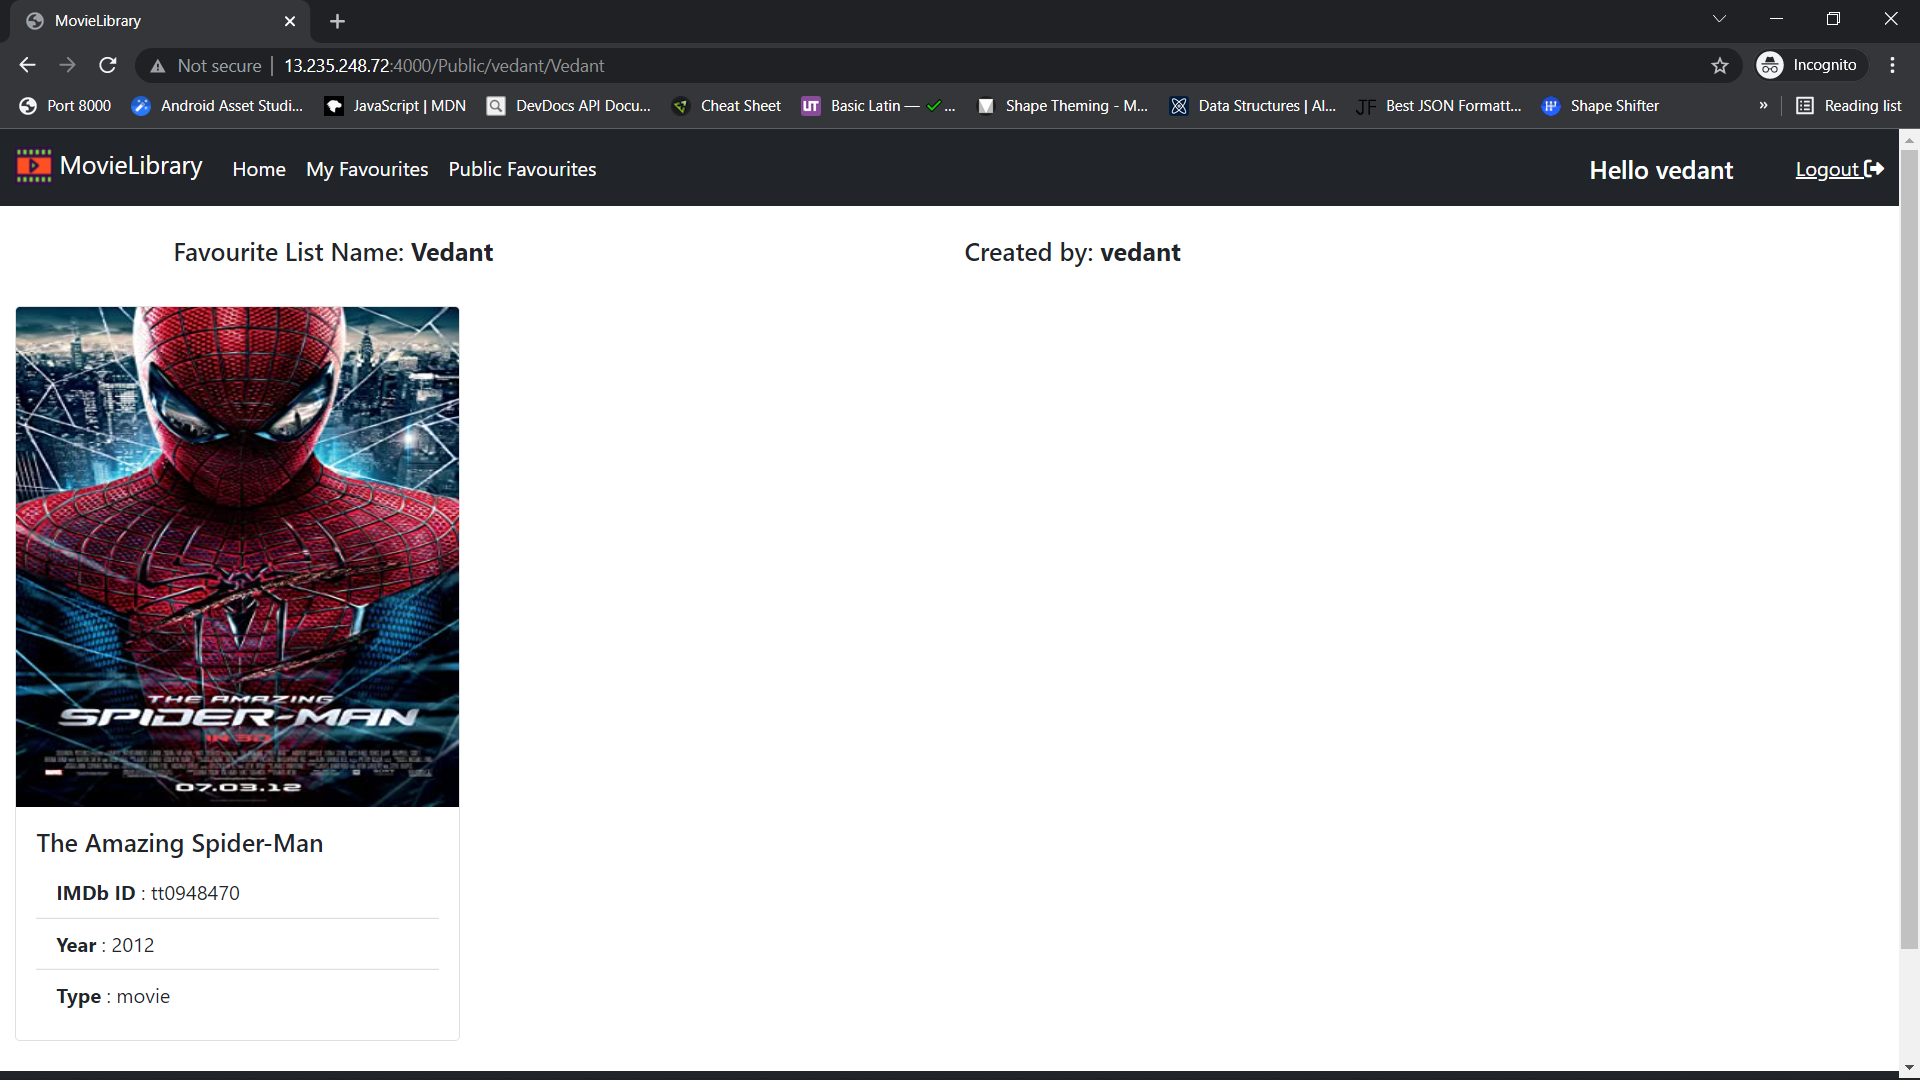 MovieLibrary
Not secure 13.235.248.72:4000/Public/vedant/Vedant Incognito
Port 8000 Android Asset Studi... JavaScript | MDN DevDocs API Docu... Cheat Sheet UT Basic Latin — ✓ ... Shape Theming - M... Data Structures | Al... JF Best JSON Formatt... Shape Shifter » Reading list
MovieLibrary Home My Favourites Public Favourites Hello vedant Logout
Favourite List Name: Vedant Created by: vedant
THE AMAZING
SPIDER-MAN
IN 3D
07.03.12
The Amazing Spider-Man
IMDb ID : tt0948470
Year : 2012
Type : movie